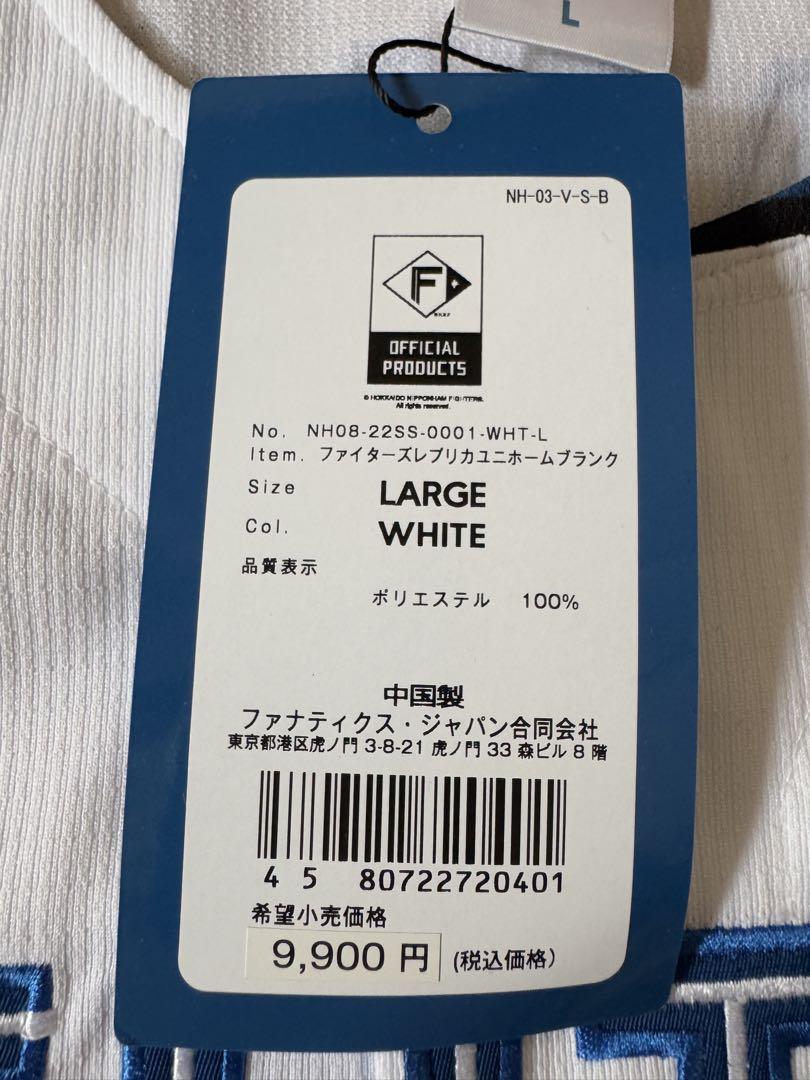 L
NH-03-V-S-B
F
OFFICIAL
PRODUCTS
© HOKKAIDO NIPPONHAM FIGHTERS.
All rights reserved.
No. NH08-22SS-0001-WHT-L
Item. ファイターズレプリカユニホームブランク
Size LARGE
Col. WHITE
品質表示
ポリエステル 100%
中国製
ファナティクス・ジャパン合同会社
東京都港区虎ノ門 3-8-21 虎ノ門 33 森ビル 8 階
4 5 80722720401
希望小売価格
9,900 円 (税込価格)